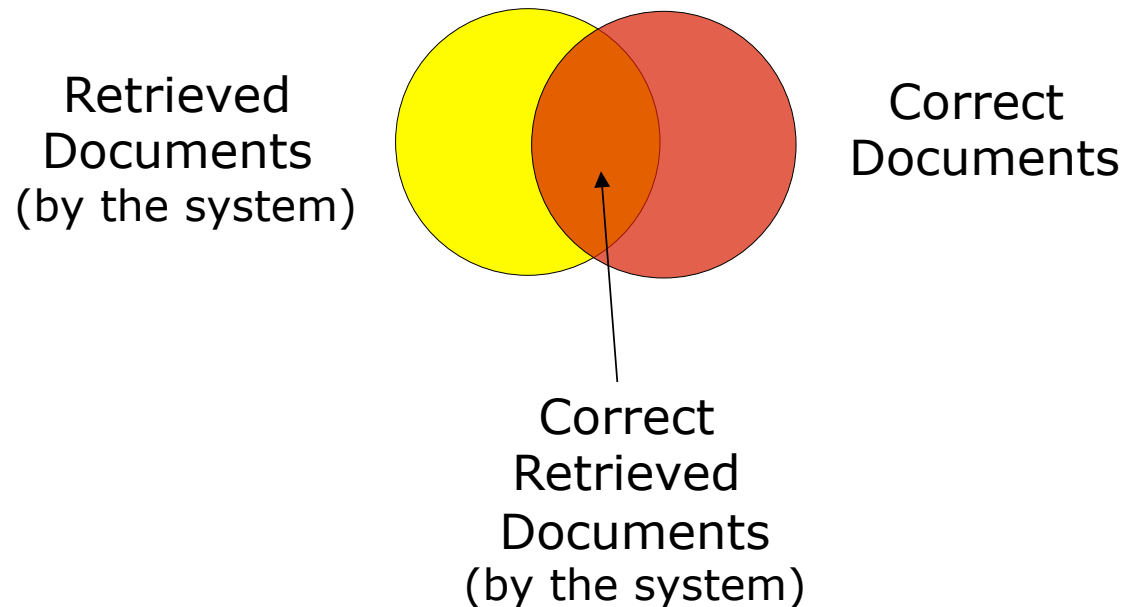 Retrieved
Documents
(by the system)
Correct
Documents
Correct
Retrieved
Documents
(by the system)